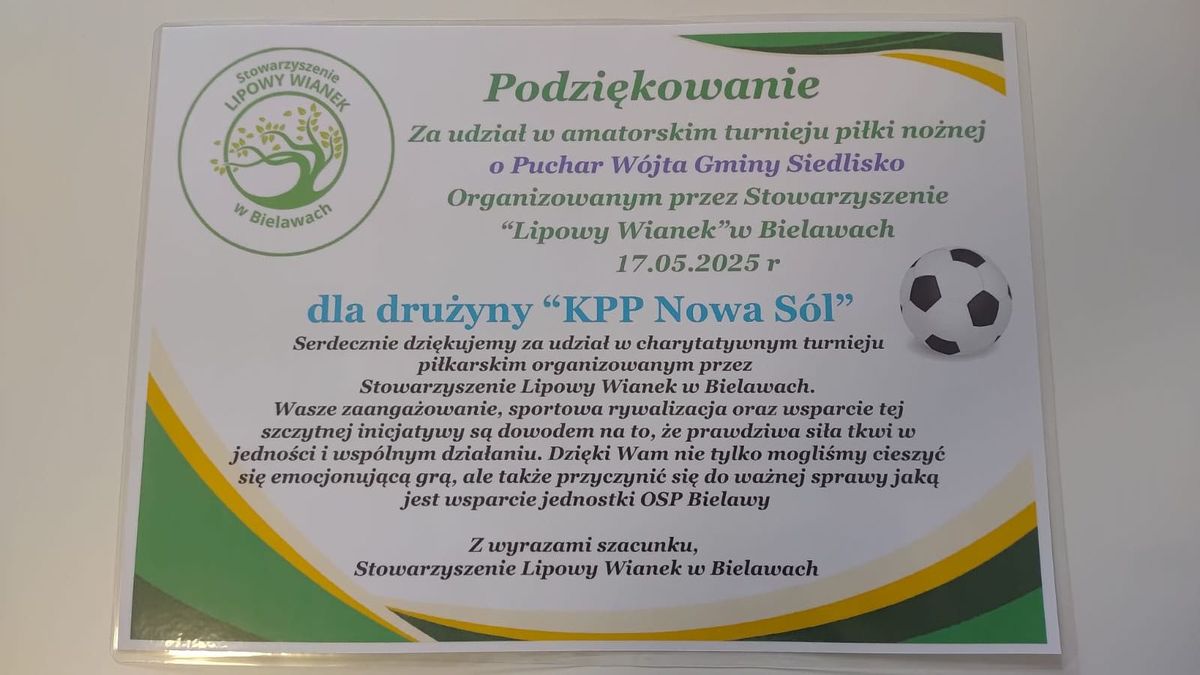 Stowarzyszenie
LIPOWY WIANEK
w Bielawach
Podziękowanie
Za udział w amatorskim turnieju piłki nożnej
o Puchar Wójta Gminy Siedlisko
Organizowanym przez Stowarzyszenie
“Lipowy Wianek”w Bielawach
17.05.2025 r
dla drużyny “KPP Nowa Sól”
Serdecznie dziękujemy za udział w charytatywnym turnieju
piłkarskim organizowanym przez
Stowarzyszenie Lipowy Wianek w Bielawach.
Wasze zaangażowanie, sportowa rywalizacja oraz wsparcie tej
szczytnej inicjatywy są dowodem na to, że prawdziwa siła tkwi w
jedności i wspólnym działaniu. Dzięki Wam nie tylko mogliśmy cieszyć
się emocjonującą grą, ale także przyczynić się do ważnej sprawy jaką
jest wsparcie jednostki OSP Bielawy
Z wyrazami szacunku,
Stowarzyszenie Lipowy Wianek w Bielawach